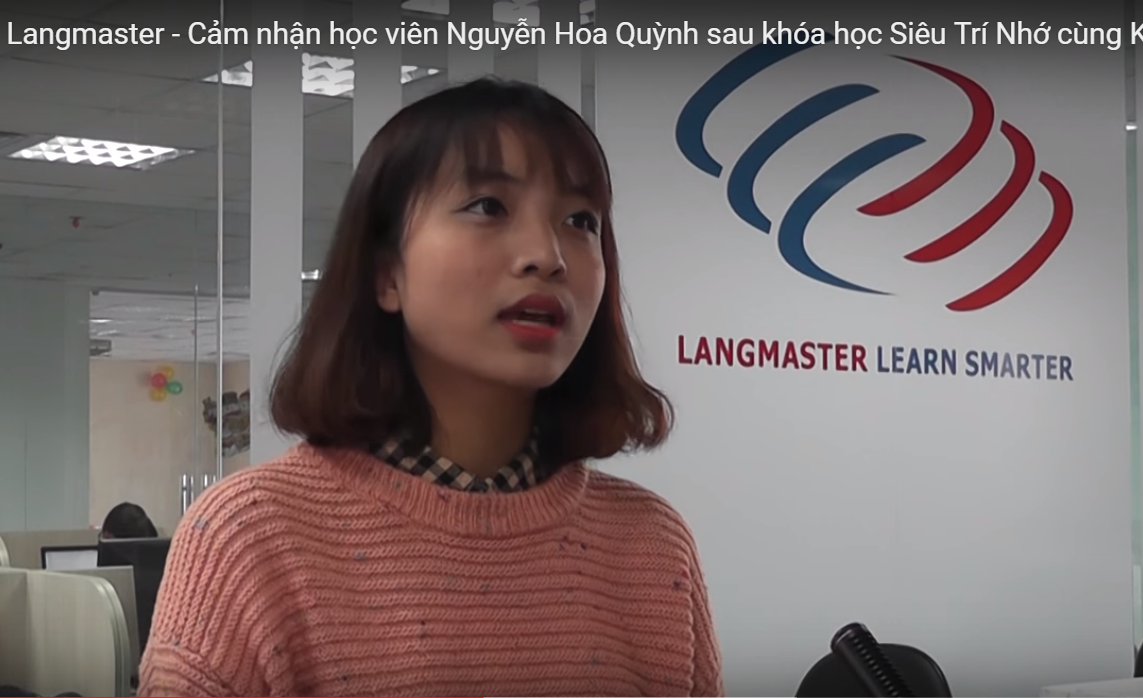 Langmaster - Cảm nhận học viên Nguyễn Hoa Quỳnh sau khóa học Siêu Trí Nhớ cùng K
LANGMASTER LEARN SMARTER